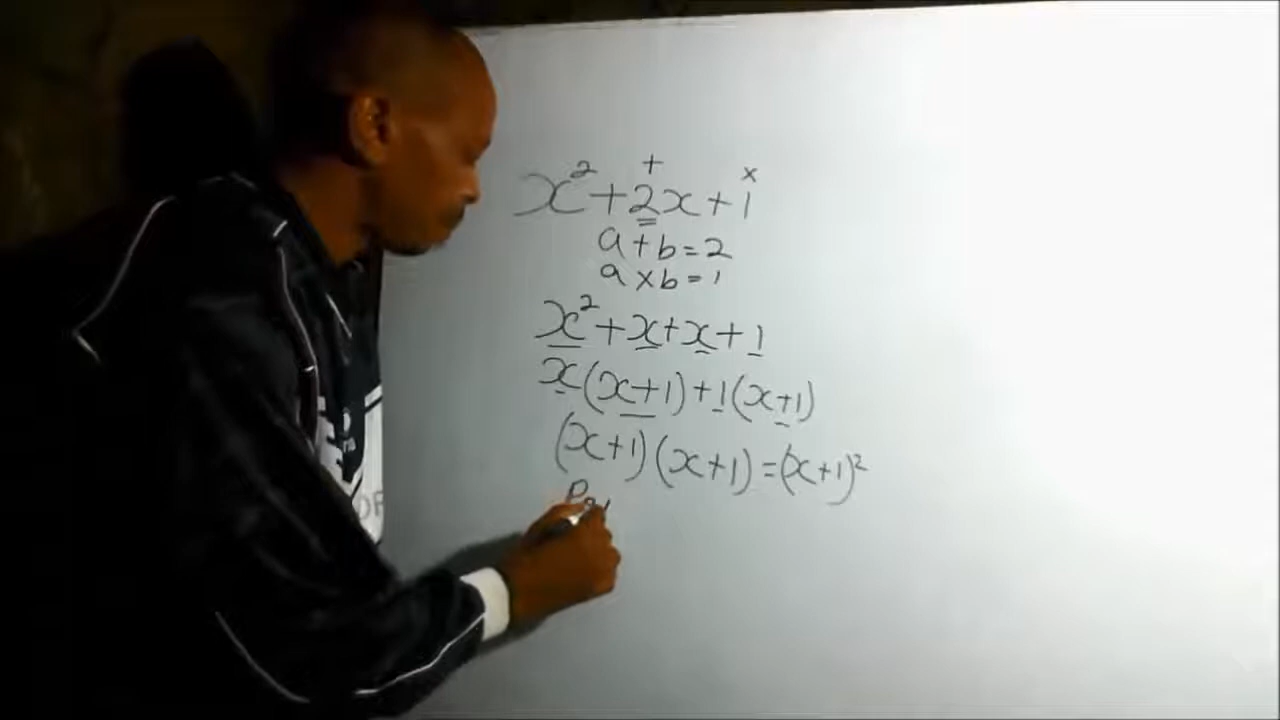 x² + 2x + 1
+ x
a + b = 2
a x b = 1
x² + x + x + 1
x(x+1) + 1(x+1)
(x+1)(x+1) = (x+1)²